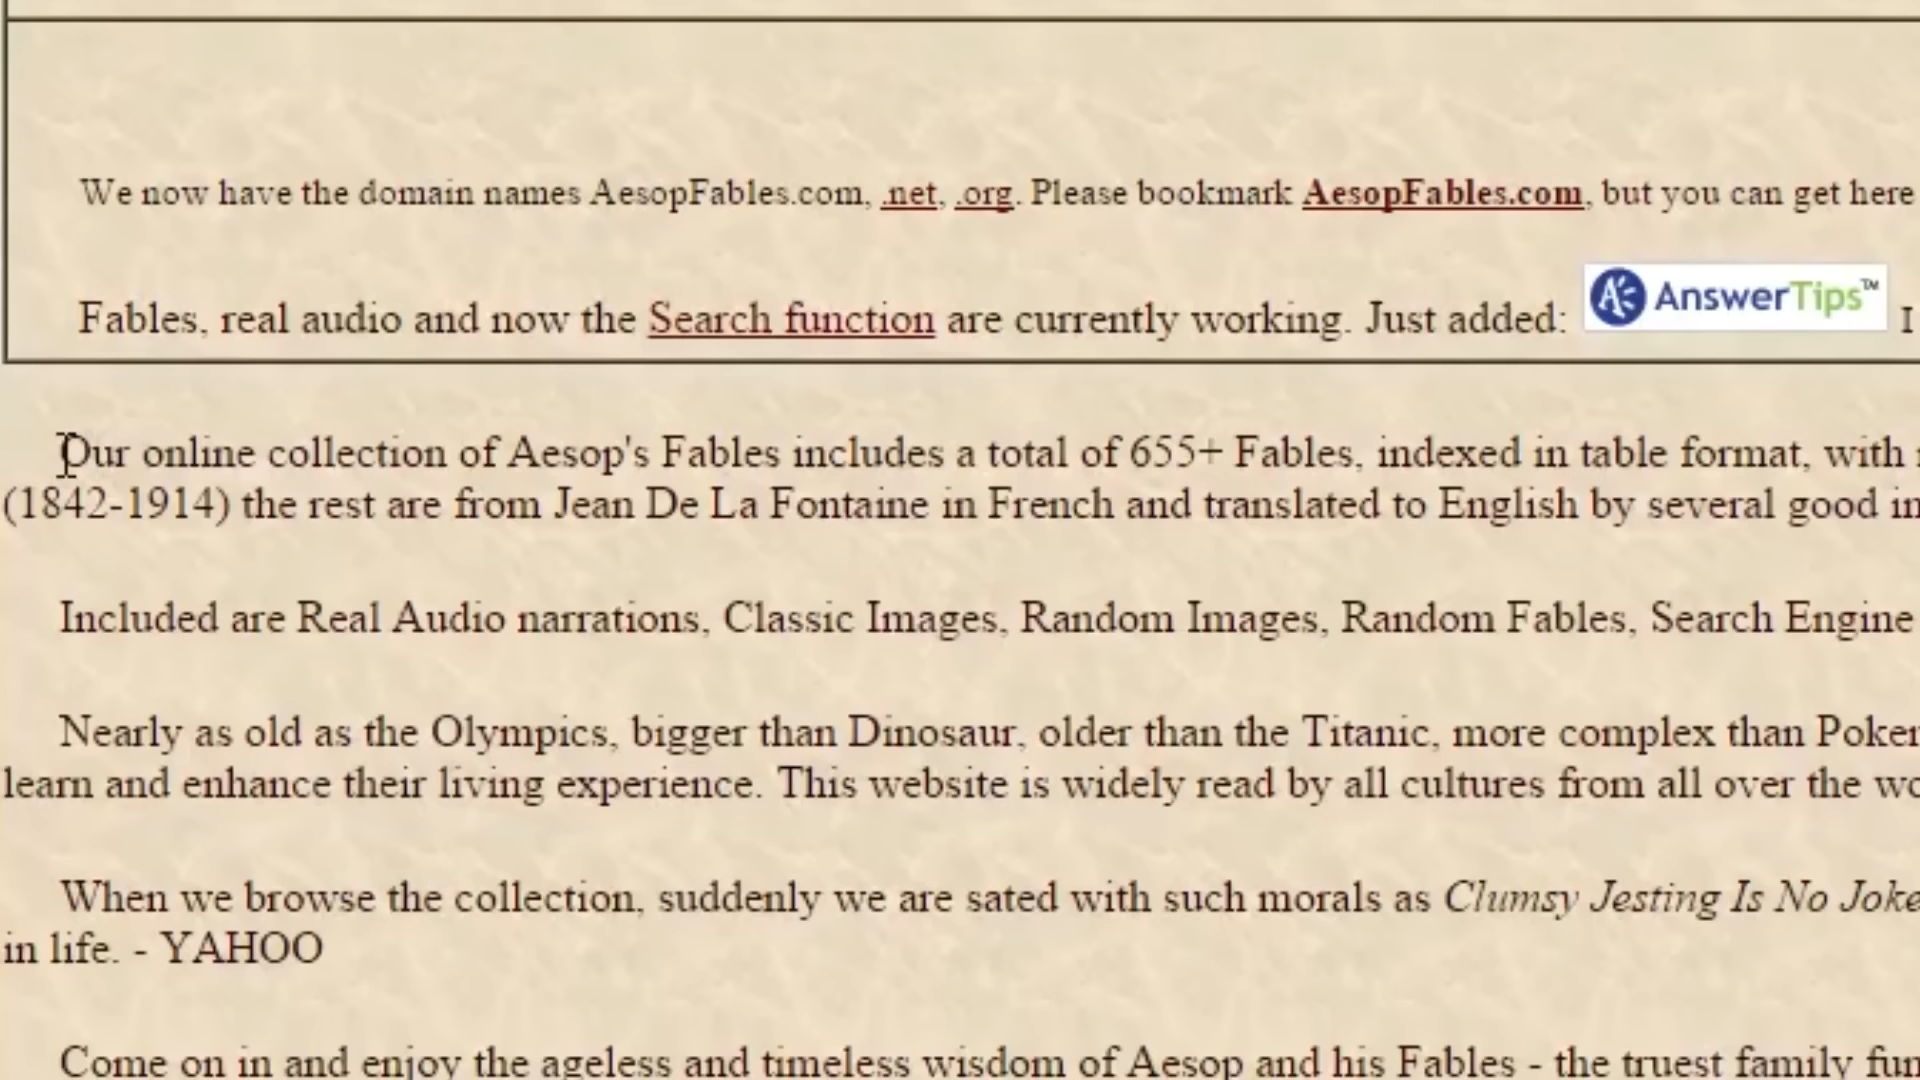 We now have the domain names AesopFables.com, .net, .org. Please bookmark AesopFables.com, but you can get here
Fables, real audio and now the Search function are currently working. Just added: AnswerTips™ I
Our online collection of Aesop's Fables includes a total of 655+ Fables, indexed in table format, with
(1842-1914) the rest are from Jean De La Fontaine in French and translated to English by several good in
Included are Real Audio narrations, Classic Images, Random Images, Random Fables, Search Engine
Nearly as old as the Olympics, bigger than Dinosaur, older than the Titanic, more complex than Poker
learn and enhance their living experience. This website is widely read by all cultures from all over the wo
When we browse the collection, suddenly we are sated with such morals as Clumsy Jesting Is No Joke
in life. - YAHOO
Come on in and enjoy the ageless and timeless wisdom of Aesop and his Fables - the truest family fun